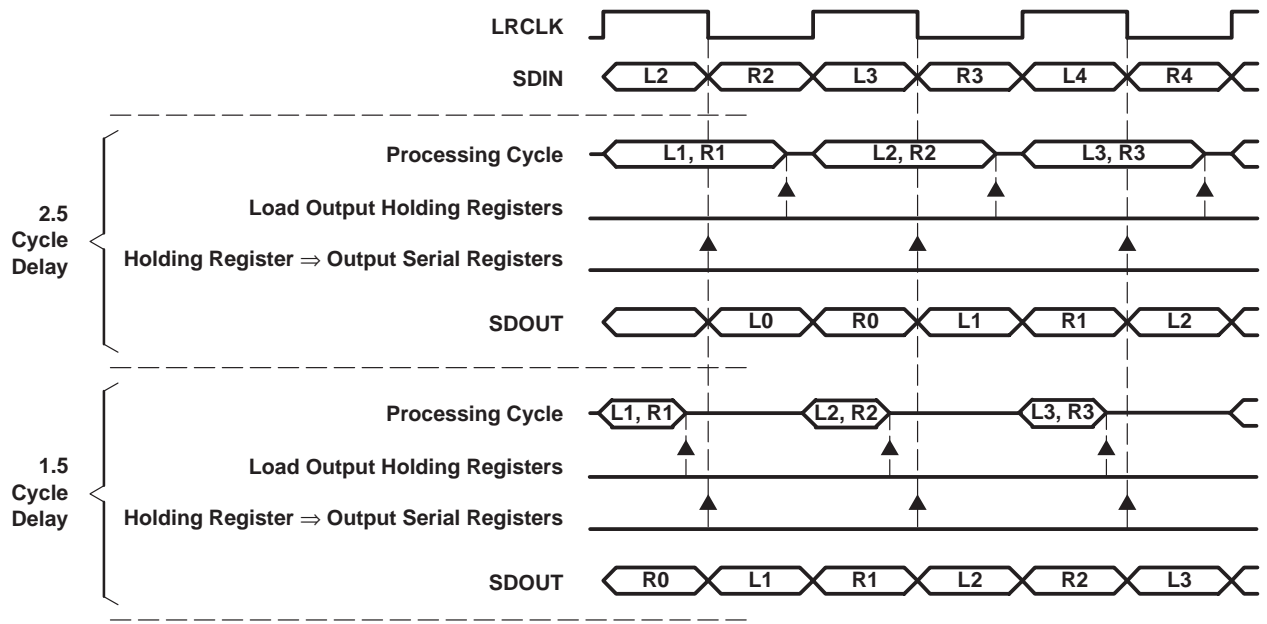 LRCLK
SDIN L2 R2 L3 R3 L4 R4
2.5
Cycle
Delay
Processing Cycle L1, R1 L2, R2 L3, R3
Load Output Holding Registers
Holding Register ⇒ Output Serial Registers
SDOUT L0 R0 L1 R1 L2
1.5
Cycle
Delay
Processing Cycle L1, R1 L2, R2 L3, R3
Load Output Holding Registers
Holding Register ⇒ Output Serial Registers
SDOUT R0 L1 R1 L2 R2 L3